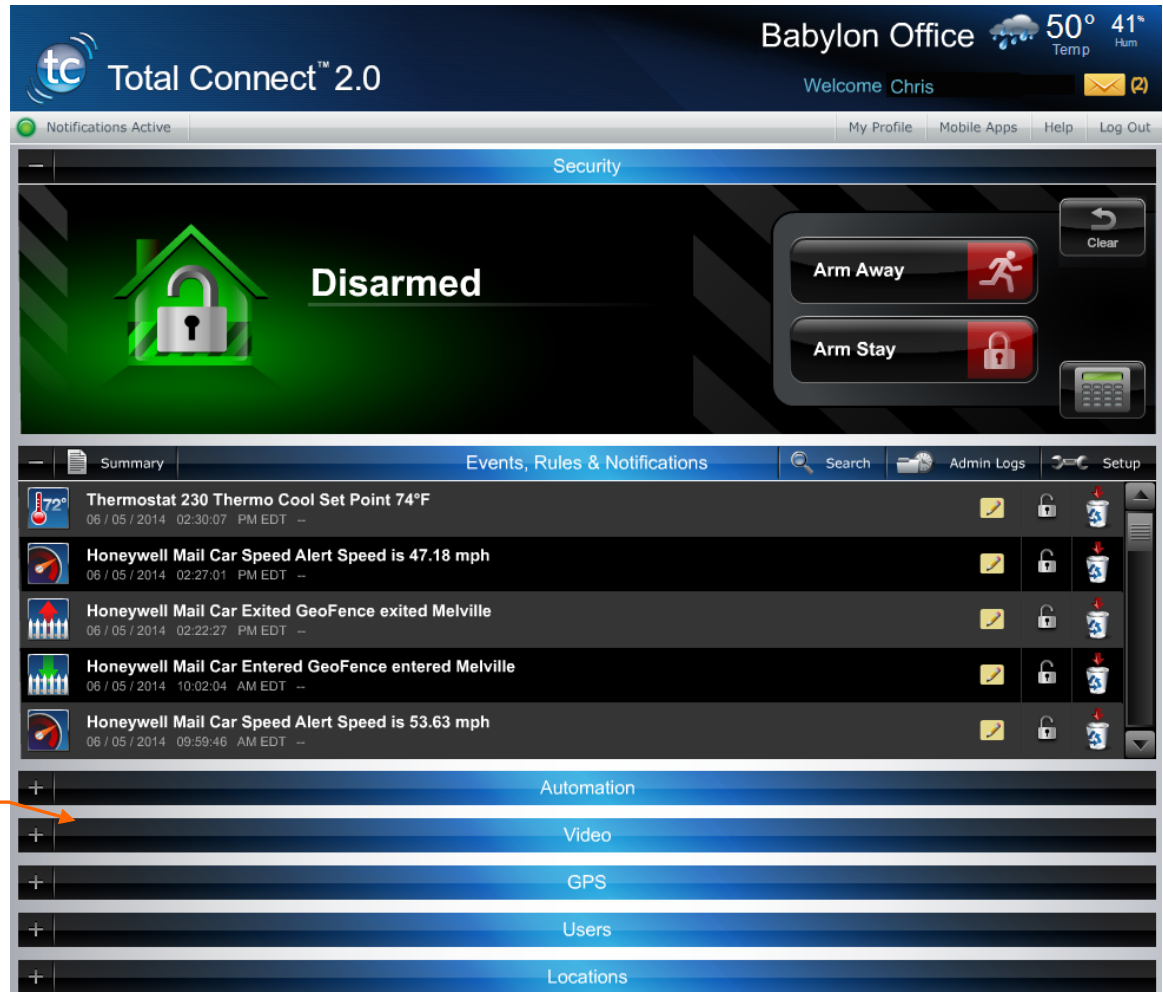 Babylon Office 50° 41%
Temp Hum
tc Total Connect™ 2.0
Welcome Chris (2)
Notifications Active My Profile Mobile Apps Help Log Out
Security
Clear
Disarmed
Arm Away
Arm Stay
Summary Events, Rules & Notifications Search Admin Logs Setup
72° Thermostat 230 Thermo Cool Set Point 74°F
06 / 05 / 2014 02:30:07 PM EDT --
Honeywell Mail Car Speed Alert Speed is 47.18 mph
06 / 05 / 2014 02:27:01 PM EDT --
Honeywell Mail Car Exited GeoFence exited Melville
06 / 05 / 2014 02:22:27 PM EDT --
Honeywell Mail Car Entered GeoFence entered Melville
06 / 05 / 2014 10:02:04 AM EDT --
Honeywell Mail Car Speed Alert Speed is 53.63 mph
06 / 05 / 2014 09:59:46 AM EDT --
Automation
Video
GPS
Users
Locations